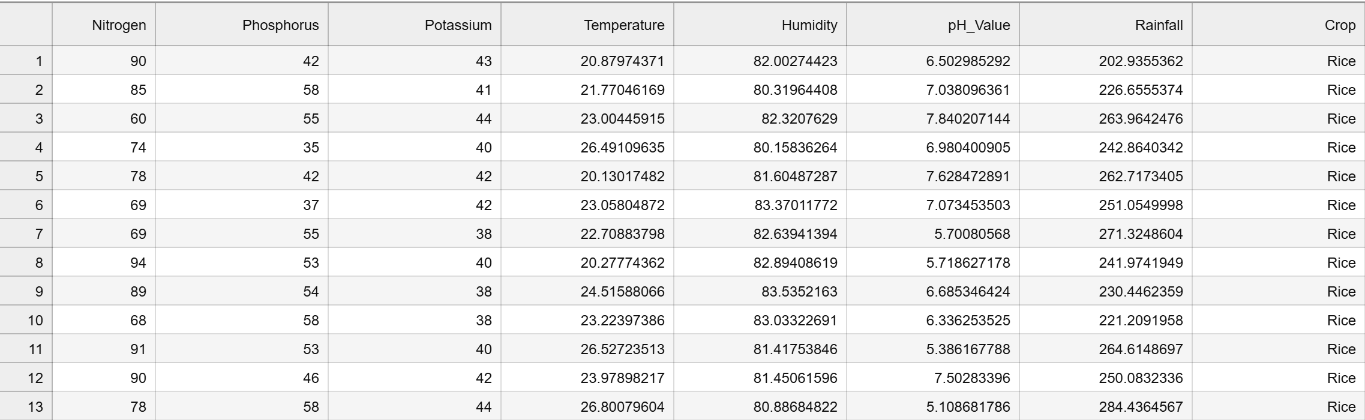 Nitrogen Phosphorus Potassium Temperature Humidity pH_Value Rainfall Crop
1 90 42 43 20.87974371 82.00274423 6.502985292 202.9355362 Rice
2 85 58 41 21.77046169 80.31964408 7.038096361 226.6555374 Rice
3 60 55 44 23.00445915 82.3207629 7.840207144 263.9642476 Rice
4 74 35 40 26.49109635 80.15836264 6.980400905 242.8640342 Rice
5 78 42 42 20.13017482 81.60487287 7.628472891 262.7173405 Rice
6 69 37 42 23.05804872 83.37011772 7.073453503 251.0549998 Rice
7 69 55 38 22.70883798 82.63941394 5.70080568 271.3248604 Rice
8 94 53 40 20.27774362 82.89408619 5.718627178 241.9741949 Rice
9 89 54 38 24.51588066 83.5352163 6.685346424 230.4462359 Rice
10 68 58 38 23.22397386 83.03322691 6.336253525 221.2091958 Rice
11 91 53 40 26.52723513 81.41753846 5.386167788 264.6148697 Rice
12 90 46 42 23.97898217 81.45061596 7.50283396 250.0832336 Rice
13 78 58 44 26.80079604 80.88684822 5.108681786 284.4364567 Rice